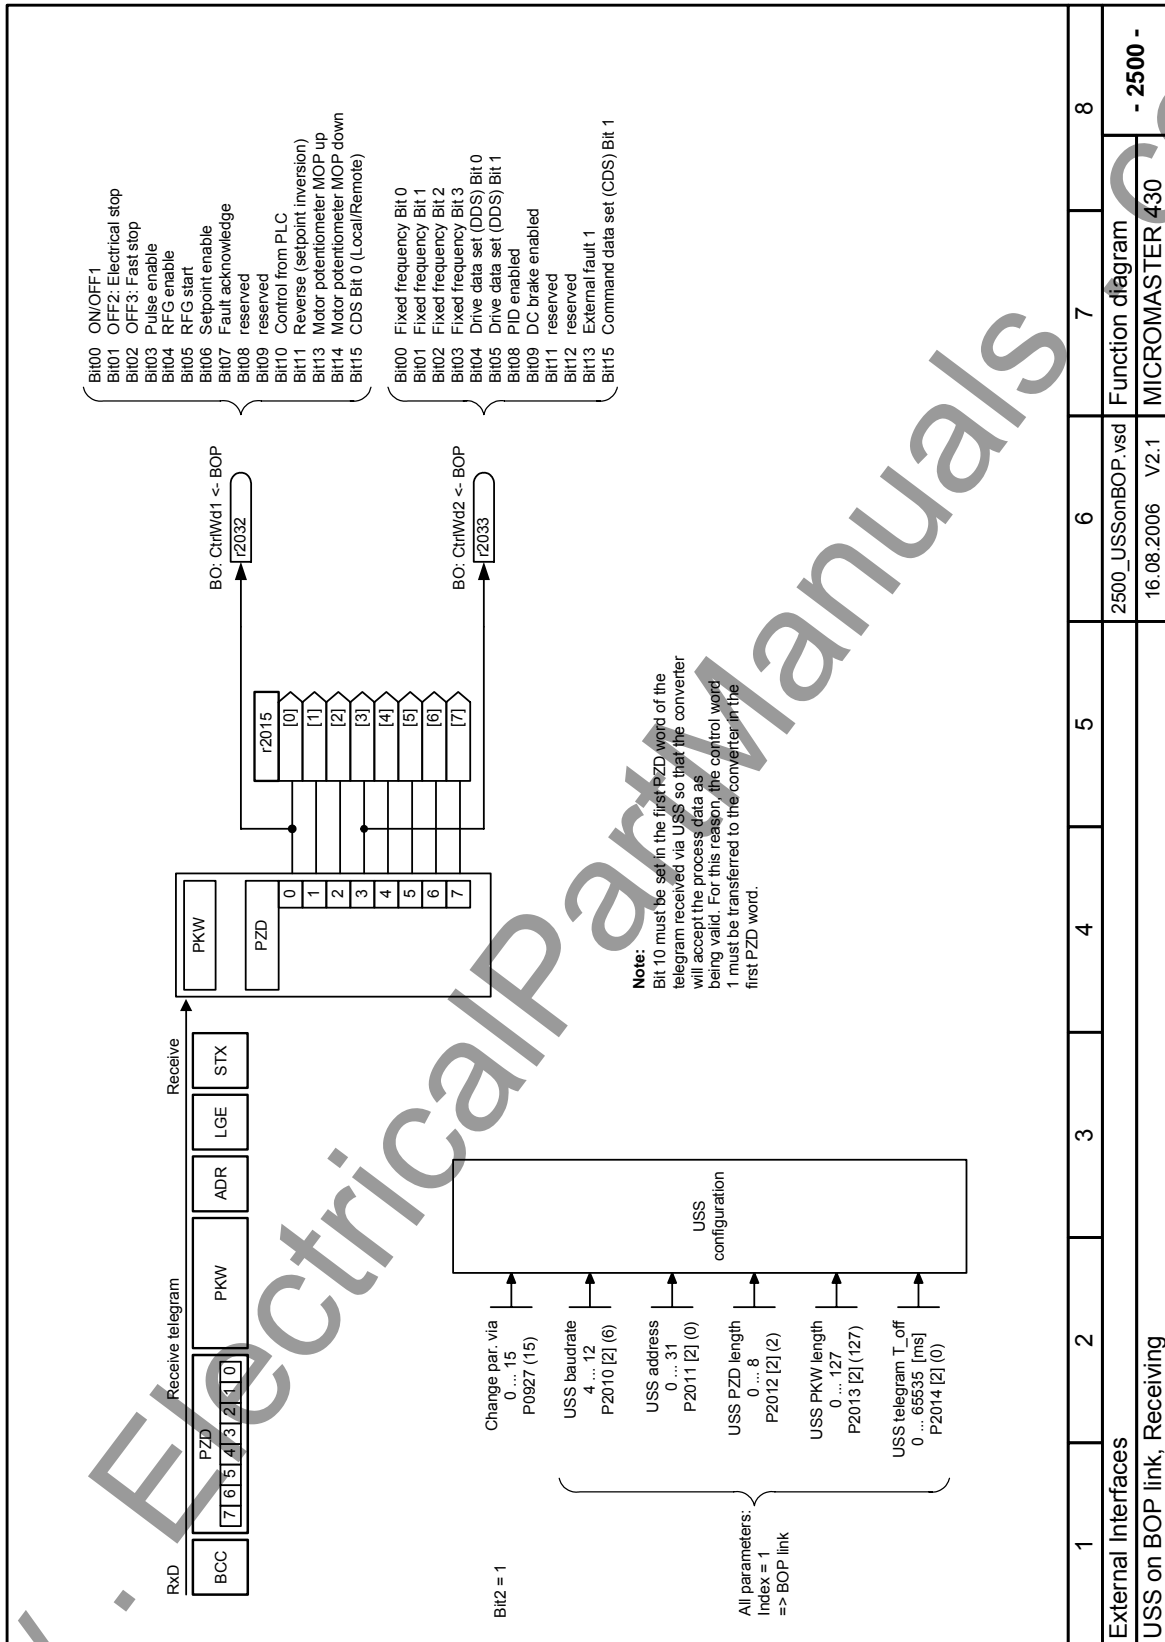 RxD
Receive telegram
Receive
BCC
PZD
7 6 5 4 3 2 1 0
PKW
ADR
LGE
STX
PKW
PZD
0
1
2
3
4
5
6
7
r2015
[0]
[1]
[2]
[3]
[4]
[5]
[6]
[7]
BO: CtrlWd1 <- BOP
r2032
BO: CtrlWd2 <- BOP
r2033
Bit00 ON/OFF1
Bit01 OFF2: Electrical stop
Bit02 OFF3: Fast stop
Bit03 Pulse enable
Bit04 RFG enable
Bit05 RFG start
Bit06 Setpoint enable
Bit07 Fault acknowledge
Bit08 reserved
Bit09 reserved
Bit10 Control from PLC
Bit11 Reverse (setpoint inversion)
Bit13 Motor potentiometer MOP up
Bit14 Motor potentiometer MOP down
Bit15 CDS Bit 0 (Local/Remote)
Bit00 Fixed frequency Bit 0
Bit01 Fixed frequency Bit 1
Bit02 Fixed frequency Bit 2
Bit03 Fixed frequency Bit 3
Bit04 Drive data set (DDS) Bit 0
Bit05 Drive data set (DDS) Bit 1
Bit08 PID enabled
Bit09 DC brake enabled
Bit11 reserved
Bit12 reserved
Bit13 External fault 1
Bit15 Command data set (CDS) Bit 1
Bit2 = 1
Change par. via
0 ... 15
P0927 (15)
USS baudrate
4 ... 12
P2010 [2] (6)
USS address
0 ... 31
P2011 [2] (0)
USS PZD length
0 ... 8
P2012 [2] (2)
USS PKW length
0 ... 127
P2013 [2] (127)
USS telegram T_off
0 ... 65535 [ms]
P2014 [2] (0)
All parameters:
Index = 1
=> BOP link
USS
configuration
Note:
Bit 10 must be set in the first PZD word of the
telegram received via USS so that the converter
will accept the process data as
being valid. For this reason, the control word
1 must be transferred to the converter in the
first PZD word.
1 2 3 4 5 6 7 8
External Interfaces
2500_USSonBOP.vsd
Function diagram
- 2500 -
USS on BOP link, Receiving
16.08.2006 V2.1
MICROMASTER 430
. ElectricalPartManuals .